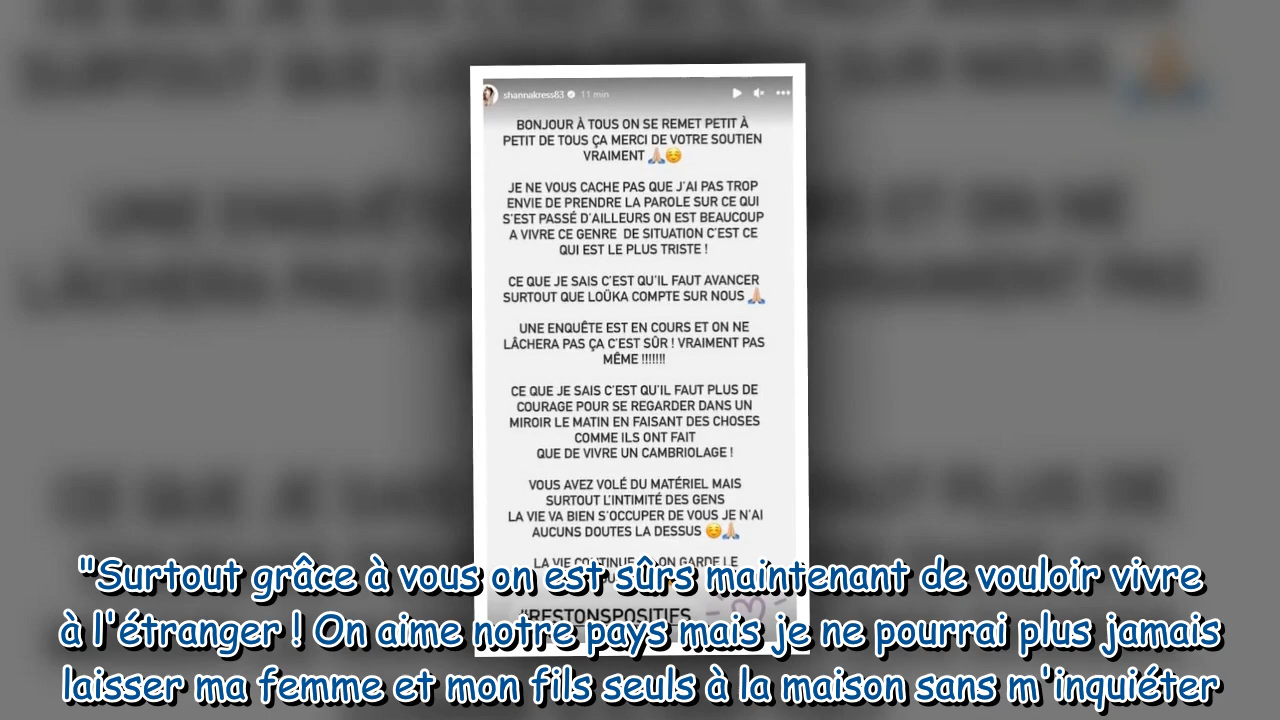 shannakress83 11 min
BONJOUR À TOUS ON SE REMET PETIT À
PETIT DE TOUS ÇA MERCI DE VOTRE SOUTIEN
VRAIMENT 🙏🏼☺️
JE NE VOUS CACHE PAS QUE J'AI PAS TROP
ENVIE DE PRENDRE LA PAROLE SUR CE QUI
S'EST PASSÉ D'AILLEURS ON EST BEAUCOUP
A VIVRE CE GENRE DE SITUATION C'EST CE
QUI EST LE PLUS TRISTE !
CE QUE JE SAIS C'EST QU'IL FAUT AVANCER
SURTOUT QUE LOÜKA COMPTE SUR NOUS 🙏🏼
UNE ENQUÊTE EST EN COURS ET ON NE
LÂCHERA PAS ÇA C'EST SÛR ! VRAIMENT PAS
MÊME !!!!!!!
CE QUE JE SAIS C'EST QU'IL FAUT PLUS DE
COURAGE POUR SE REGARDER DANS UN
MIROIR LE MATIN EN FAISANT DES CHOSES
COMME ILS ONT FAIT
QUE DE VIVRE UN CAMBRIOLAGE !
VOUS AVEZ VOLÉ DU MATÉRIEL MAIS
SURTOUT L'INTIMITÉ DES GENS
LA VIE VA BIEN S'OCCUPER DE VOUS JE N'AI
AUCUNS DOUTES LA DESSUS ☺️🙏🏼
LA VIE CONTINUE ON GARDE LE
#RESTONSPOSITIFS
"Surtout grâce à vous on est sûrs maintenant de vouloir vivre
à l'étranger ! On aime notre pays mais je ne pourrai plus jamais
laisser ma femme et mon fils seuls à la maison sans m'inquiéter